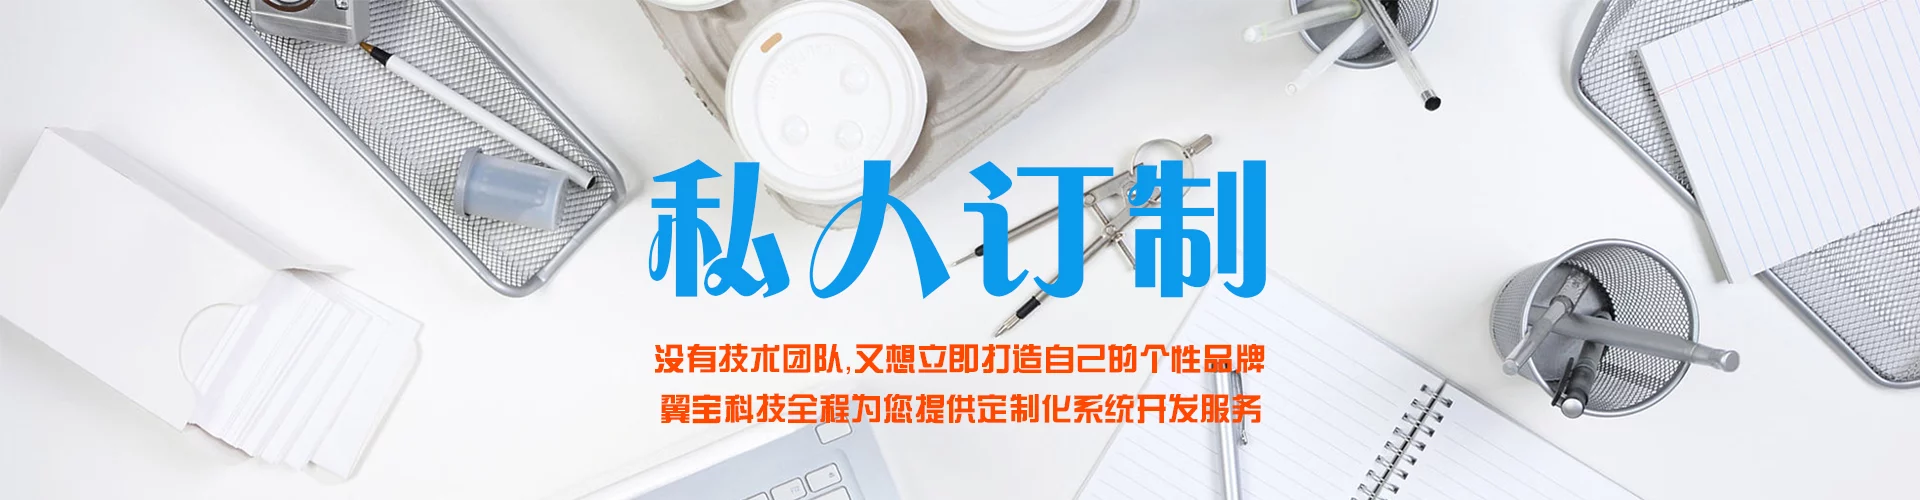 私人订制
没有技术团队,又想立即打造自己的个性品牌
翼宝科技全程为您提供定制化系统开发服务